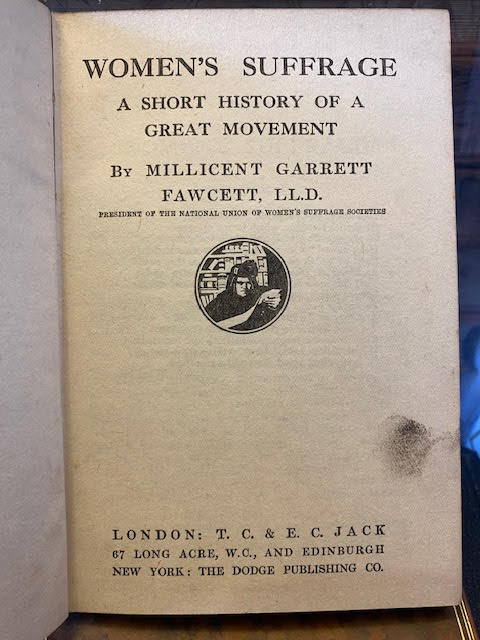 WOMEN'S SUFFRAGE
A SHORT HISTORY OF A
GREAT MOVEMENT
By MILLICENT GARRETT
FAWCETT, LL.D.
PRESIDENT OF THE NATIONAL UNION OF WOMEN'S SUFFRAGE SOCIETIES
LONDON: T. C. & E. C. JACK
67 LONG ACRE, W.C., AND EDINBURGH
NEW YORK: THE DODGE PUBLISHING CO.